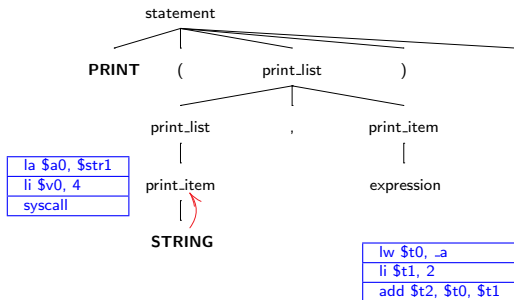 statement
PRINT ( print_list )
print_list , print_item
la $a0, $str1
li $v0, 4
syscall
print_item expression
STRING
lw $t0, _a
li $t1, 2
add $t2, $t0, $t1